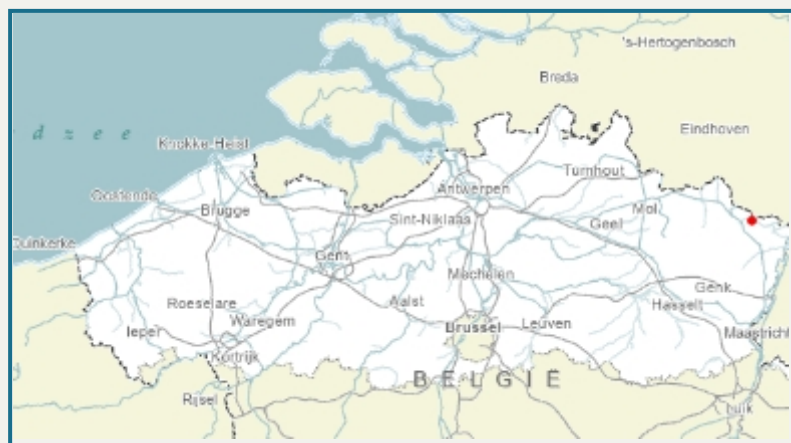 's-Hertogenbosch
Breda
Eindhoven
d z e e
Knokke-Heist
Turnhout
Antwerpen
Oostende
Mol
Brugge
Sint-Niklaas
Geel
Duinkerke
Gent
Mechelen
Genk
Roeselare
Aalst
Hasselt
Waregem
Ieper
Brussel
Leuven
Maastricht
Kortrijk
BELGIË
Rijsel
Luik